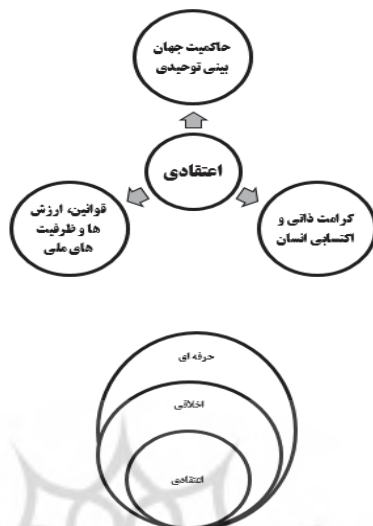 حاکمیت جهان
بینی توحیدی
اعتقادی
قوانین، ارزش
ها و ظرفیت
های ملی
کرامت ذاتی و
اکتسابی انسان
حرفه ای
اخلاقی
اعتقادی